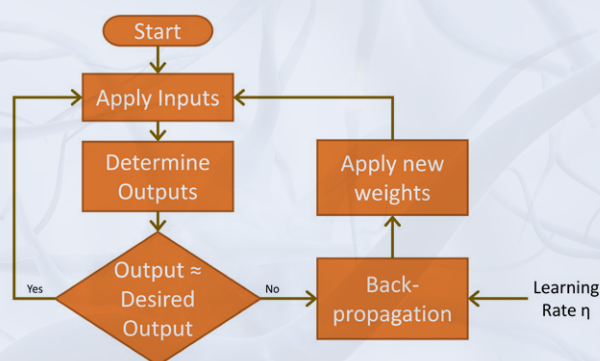 Start
Apply Inputs
Determine
Outputs
Output ≈
Desired
Output
Yes
No
Apply new
weights
Back-
propagation
Learning
Rate η